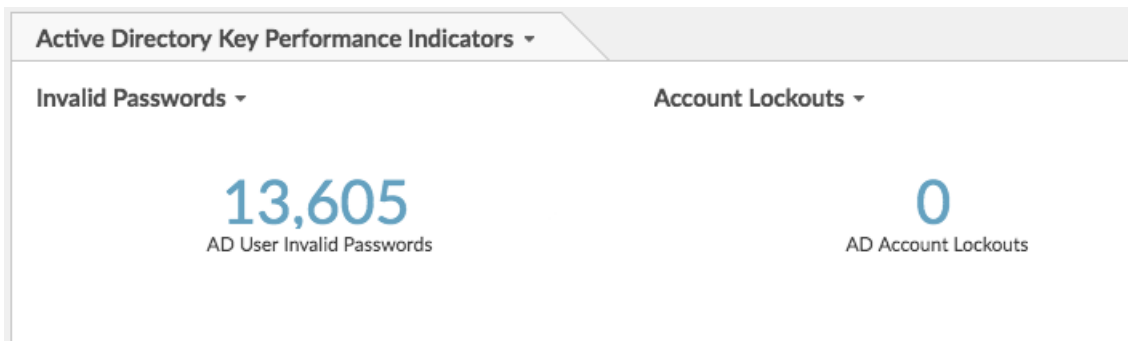 Active Directory Key Performance Indicators
Invalid Passwords
Account Lockouts
13,605
AD User Invalid Passwords
0
AD Account Lockouts